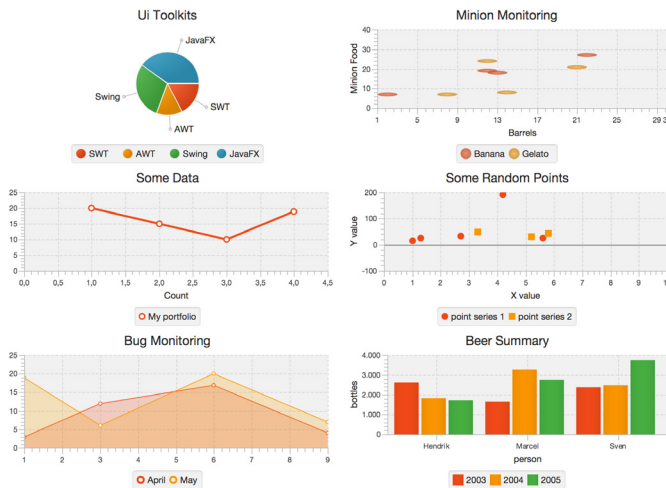 Ui Toolkits
JavaFX
Swing
SWT
AWT
SWT AWT Swing JavaFX
Minion Monitoring
Minion Food
40
30
20
10
0
1 5 9 13 17 21 25 29 3
Barrels
Banana Gelato
Some Data
25
20
15
10
5
0
0,0 0,5 1,0 1,5 2,0 2,5 3,0 3,5 4,0 4,5
Count
My portfolio
Some Random Points
Y value
200
100
0
-100
0 1 2 3 4 5 6 7 8 9 1
X value
point series 1 point series 2
Bug Monitoring
25
20
15
10
5
0
1 2 3 4 5 6 7 8 9
April May
Beer Summary
bottles
4.000
3.000
2.000
1.000
0
Hendrik Marcel Sven
person
2003 2004 2005